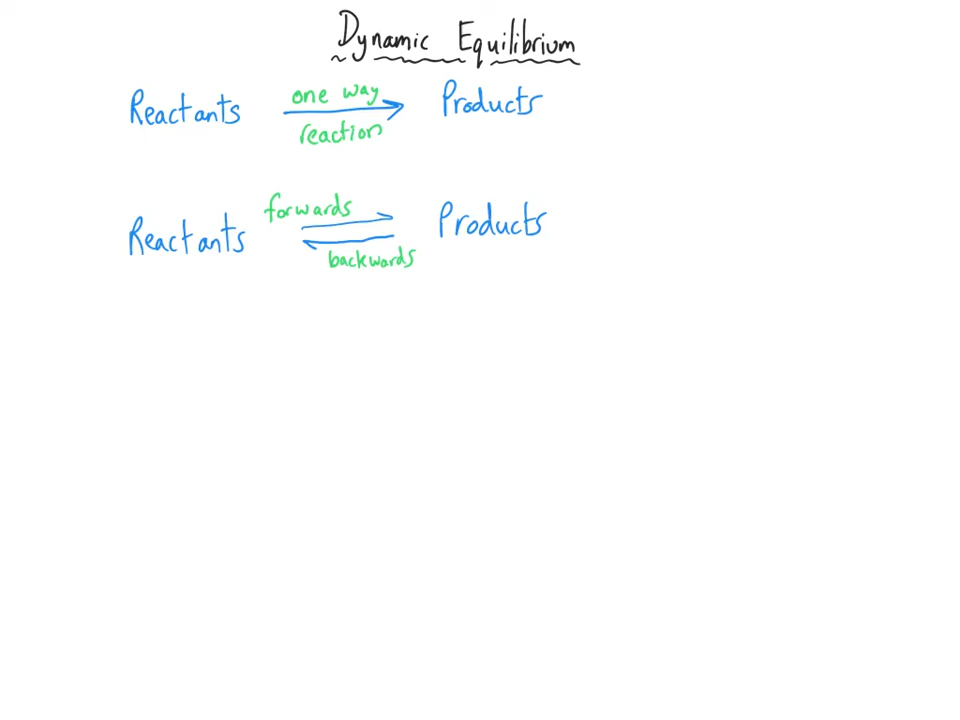 Dynamic Equilibrium
Reactants one way reaction Products
Reactants forwards backwards Products